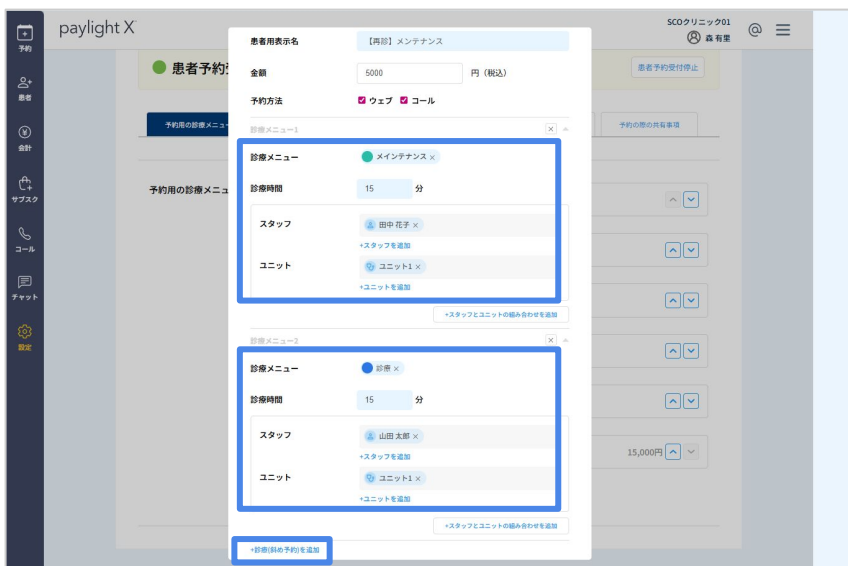 paylight X
SCOクリニック01
森 有里
予約
患者
会計
サブスク
コール
チャット
設定
患者予約
患者予約受付停止
予約用の診療メニュー
予約の際の共有事項
予約用の診療メニュ
15,000円
患者用表示名
【再診】メンテナンス
金額
5000
円（税込）
予約方法
ウェブ
コール
診療メニュー1
診療メニュー
メインテナンス ×
診療時間
15
分
スタッフ
田中 花子 ×
+スタッフを追加
ユニット
ユニット1 ×
+ユニットを追加
+スタッフとユニットの組み合わせを追加
診療メニュー2
診療メニュー
診療 ×
診療時間
15
分
スタッフ
山田 太郎 ×
+スタッフを追加
ユニット
ユニット1 ×
+ユニットを追加
+スタッフとユニットの組み合わせを追加
+診療(斜め予約)を追加